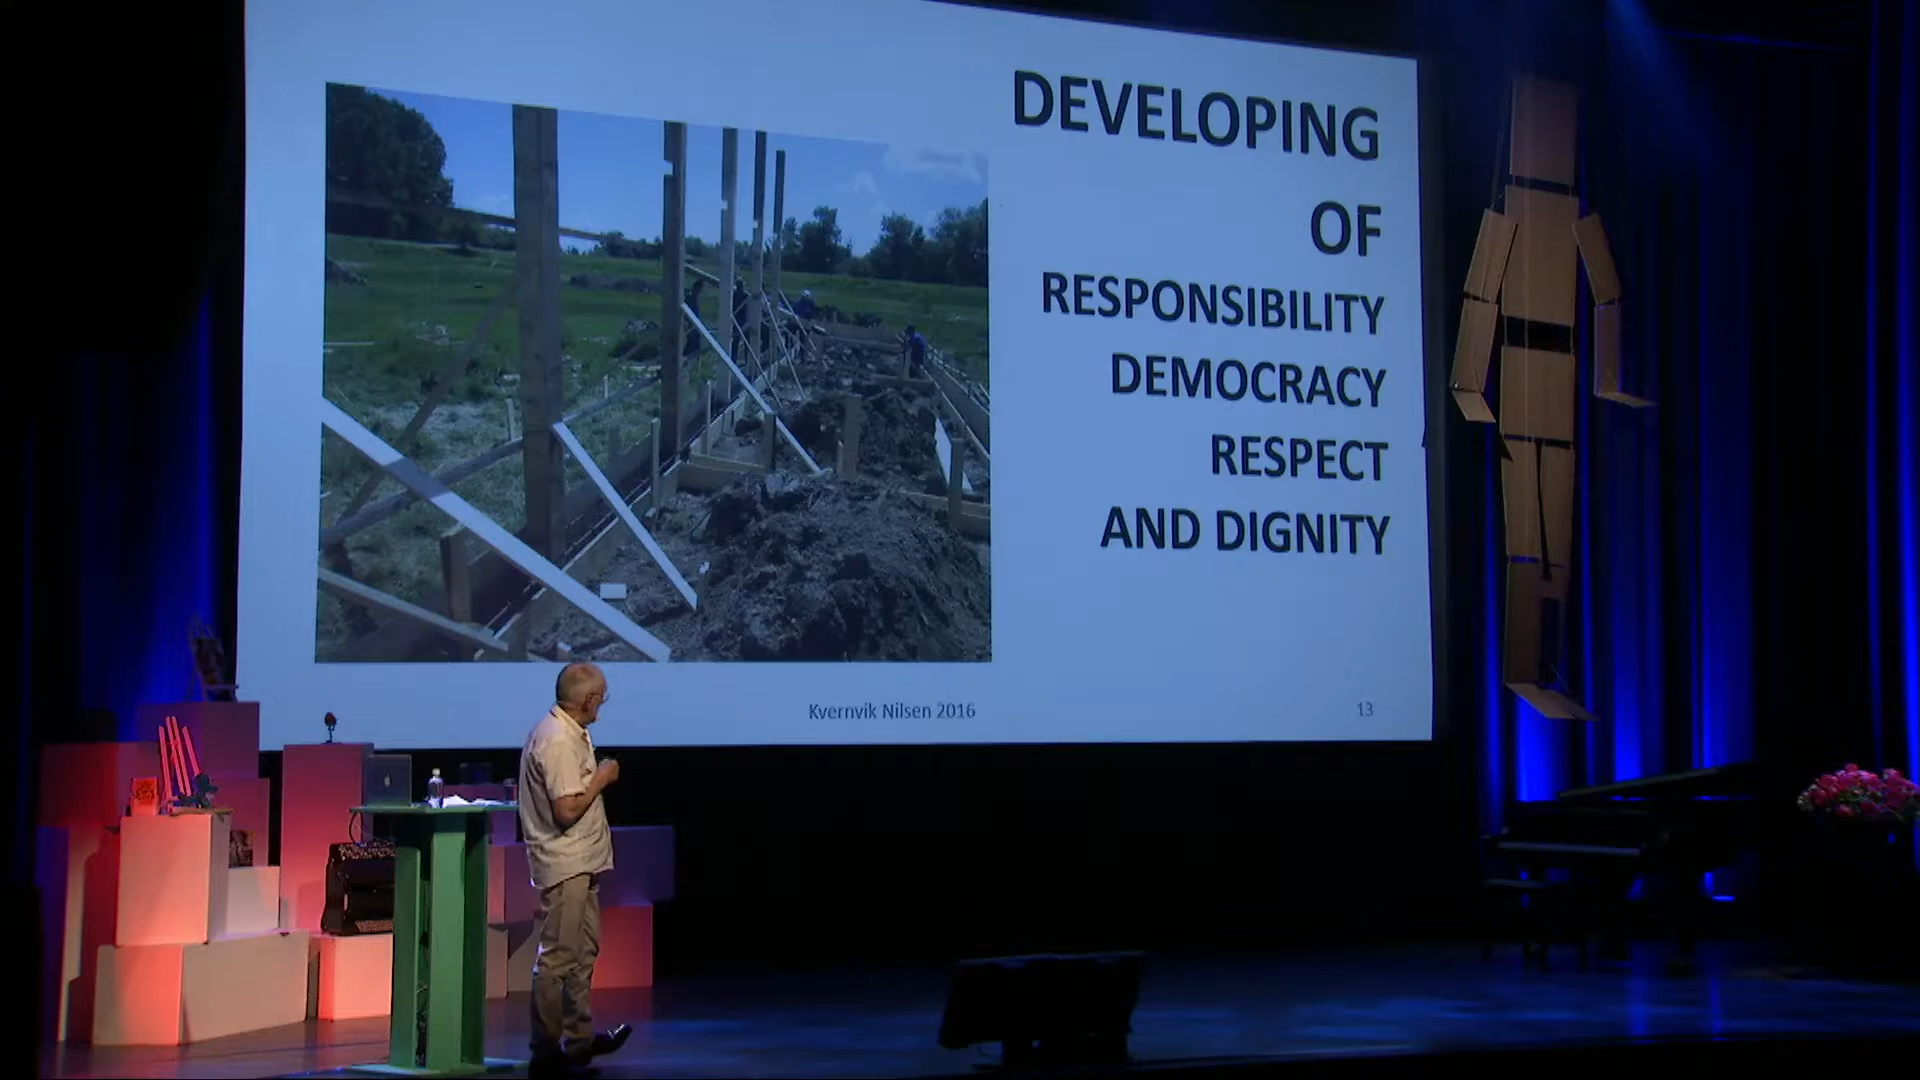 DEVELOPING
OF
RESPONSIBILITY
DEMOCRACY
RESPECT
AND DIGNITY
Kvernvik Nilsen 2016
13